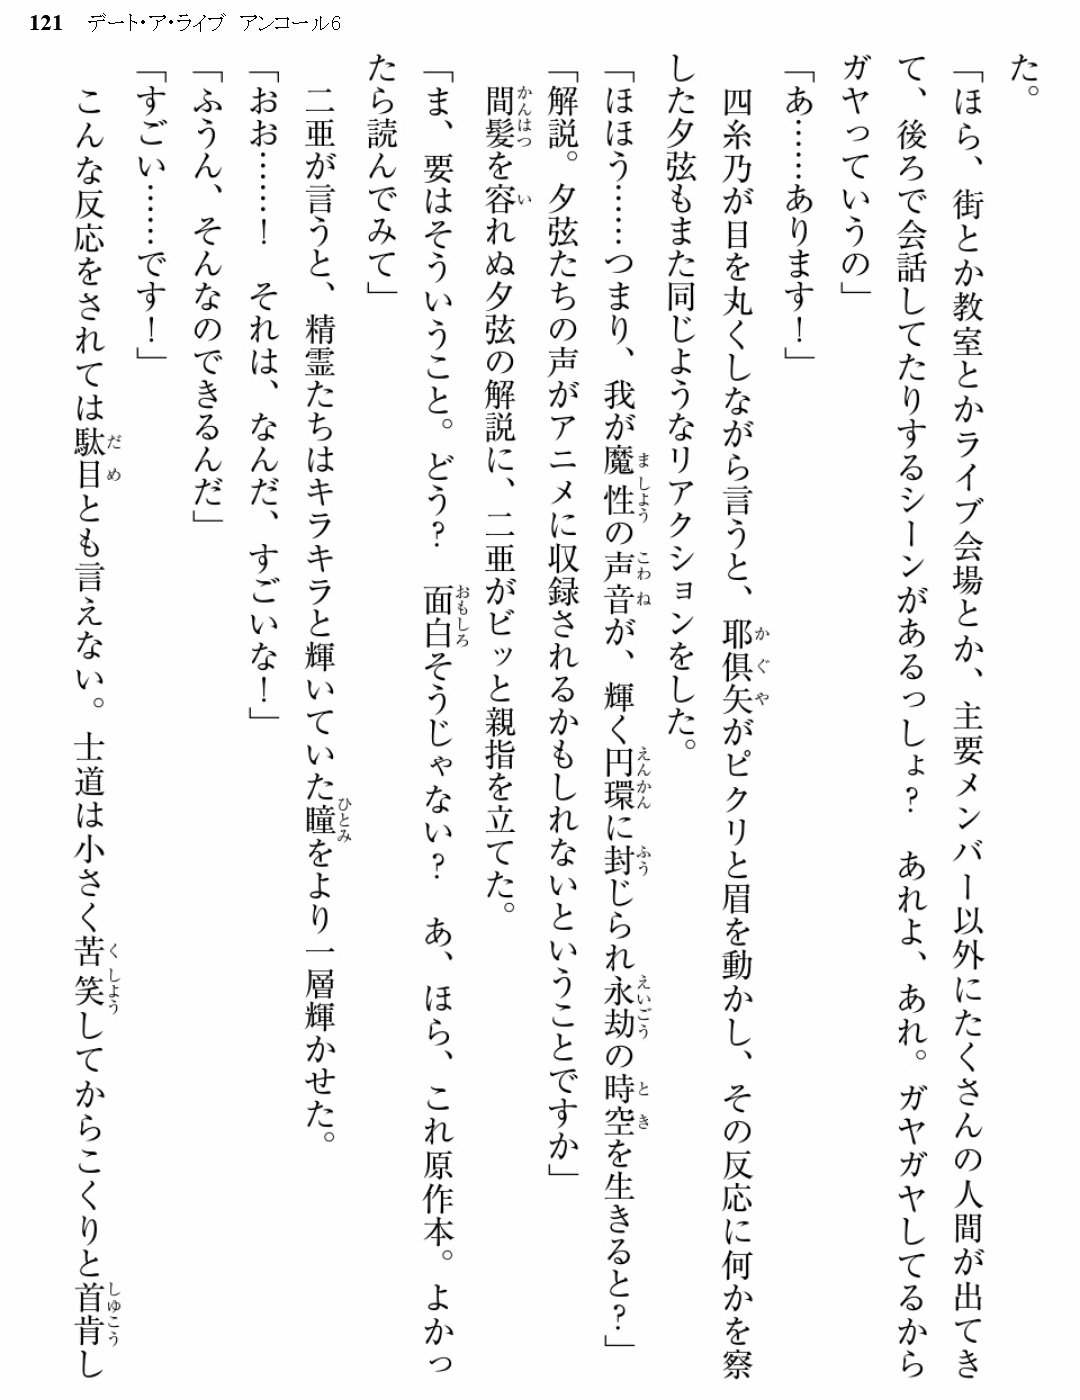 121 デート・ア・ライブ アンコール6
た。
「ほら、街とか教室とかライブ会場とか、主要メンバー以外にたくさんの人間が出てき
て、後ろで会話してたりするシーンがあるっしょ? あれよ、あれ。ガヤガヤしてるから
ガヤっていうの」
「あ……あります!」
四糸乃が目を丸くしながら言うと、耶倶矢がピクリと眉を動かし、その反応に何かを察
した夕弦もまた同じようなリアクションをした。
「ほほう……つまり、我が魔性の声音が、輝く円環に封じられ永劫の時空を生きると?」
「解説。夕弦たちの声がアニメに収録されるかもしれないということですか」
間髪を容れぬ夕弦の解説に、二亜がビッと親指を立てた。
「ま、要はそういうこと。どう? 面白そうじゃない? あ、ほら、これ原作本。よかっ
たら読んでみて」
二亜が言うと、精霊たちはキラキラと輝いていた瞳をより一層輝かせた。
「おお……! それは、なんだ、すごいな!」
「ふうん、そんなのできるんだ」
「すごい……です!」
こんな反応をされては駄目とも言えない。士道は小さく苦笑してからこくりと首肯し